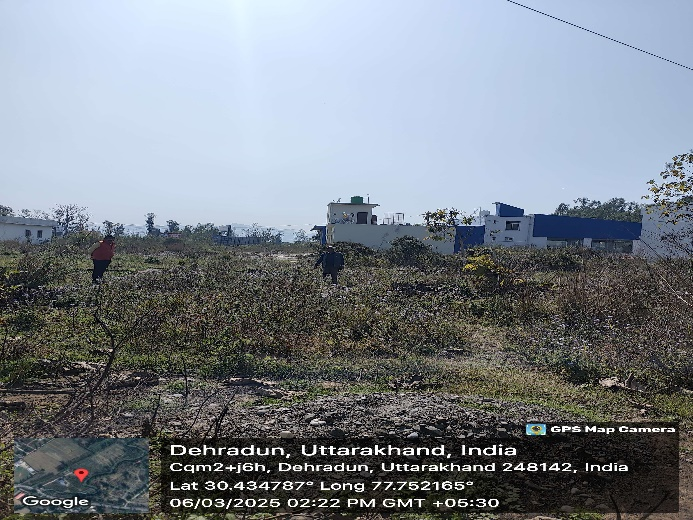 GPS Map Camera
Dehradun, Uttarakhand, India
Cqm2+j6h, Dehradun, Uttarakhand 248142, India
Lat 30.434787° Long 77.752165°
06/03/2025 02:22 PM GMT +05:30
Google